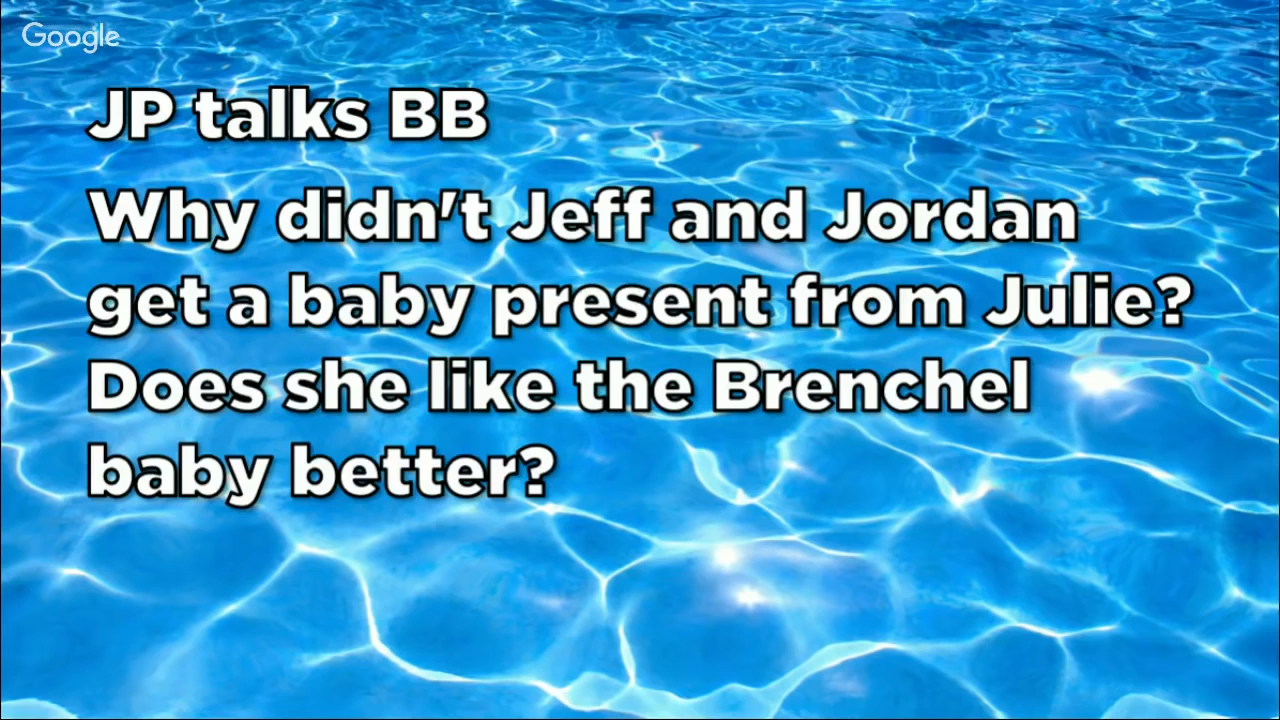 Google
JP talks BB
Why didn't Jeff and Jordan
get a baby present from Julie?
Does she like the Brenchel
baby better?